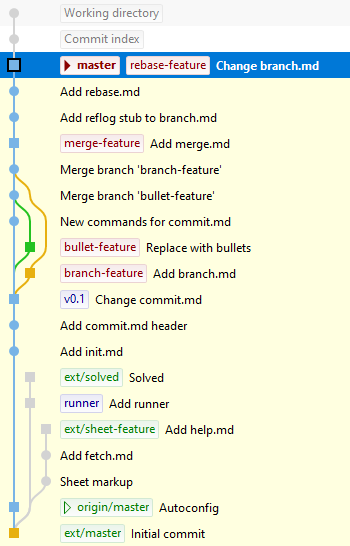 Working directory
Commit index
master rebase-feature Change branch.md
Add rebase.md
Add reflog stub to branch.md
merge-feature Add merge.md
Merge branch 'branch-feature'
Merge branch 'bullet-feature'
New commands for commit.md
bullet-feature Replace with bullets
branch-feature Add branch.md
v0.1 Change commit.md
Add commit.md header
Add init.md
ext/solved Solved
runner Add runner
ext/sheet-feature Add help.md
Add fetch.md
Sheet markup
origin/master Autoconfig
ext/master Initial commit